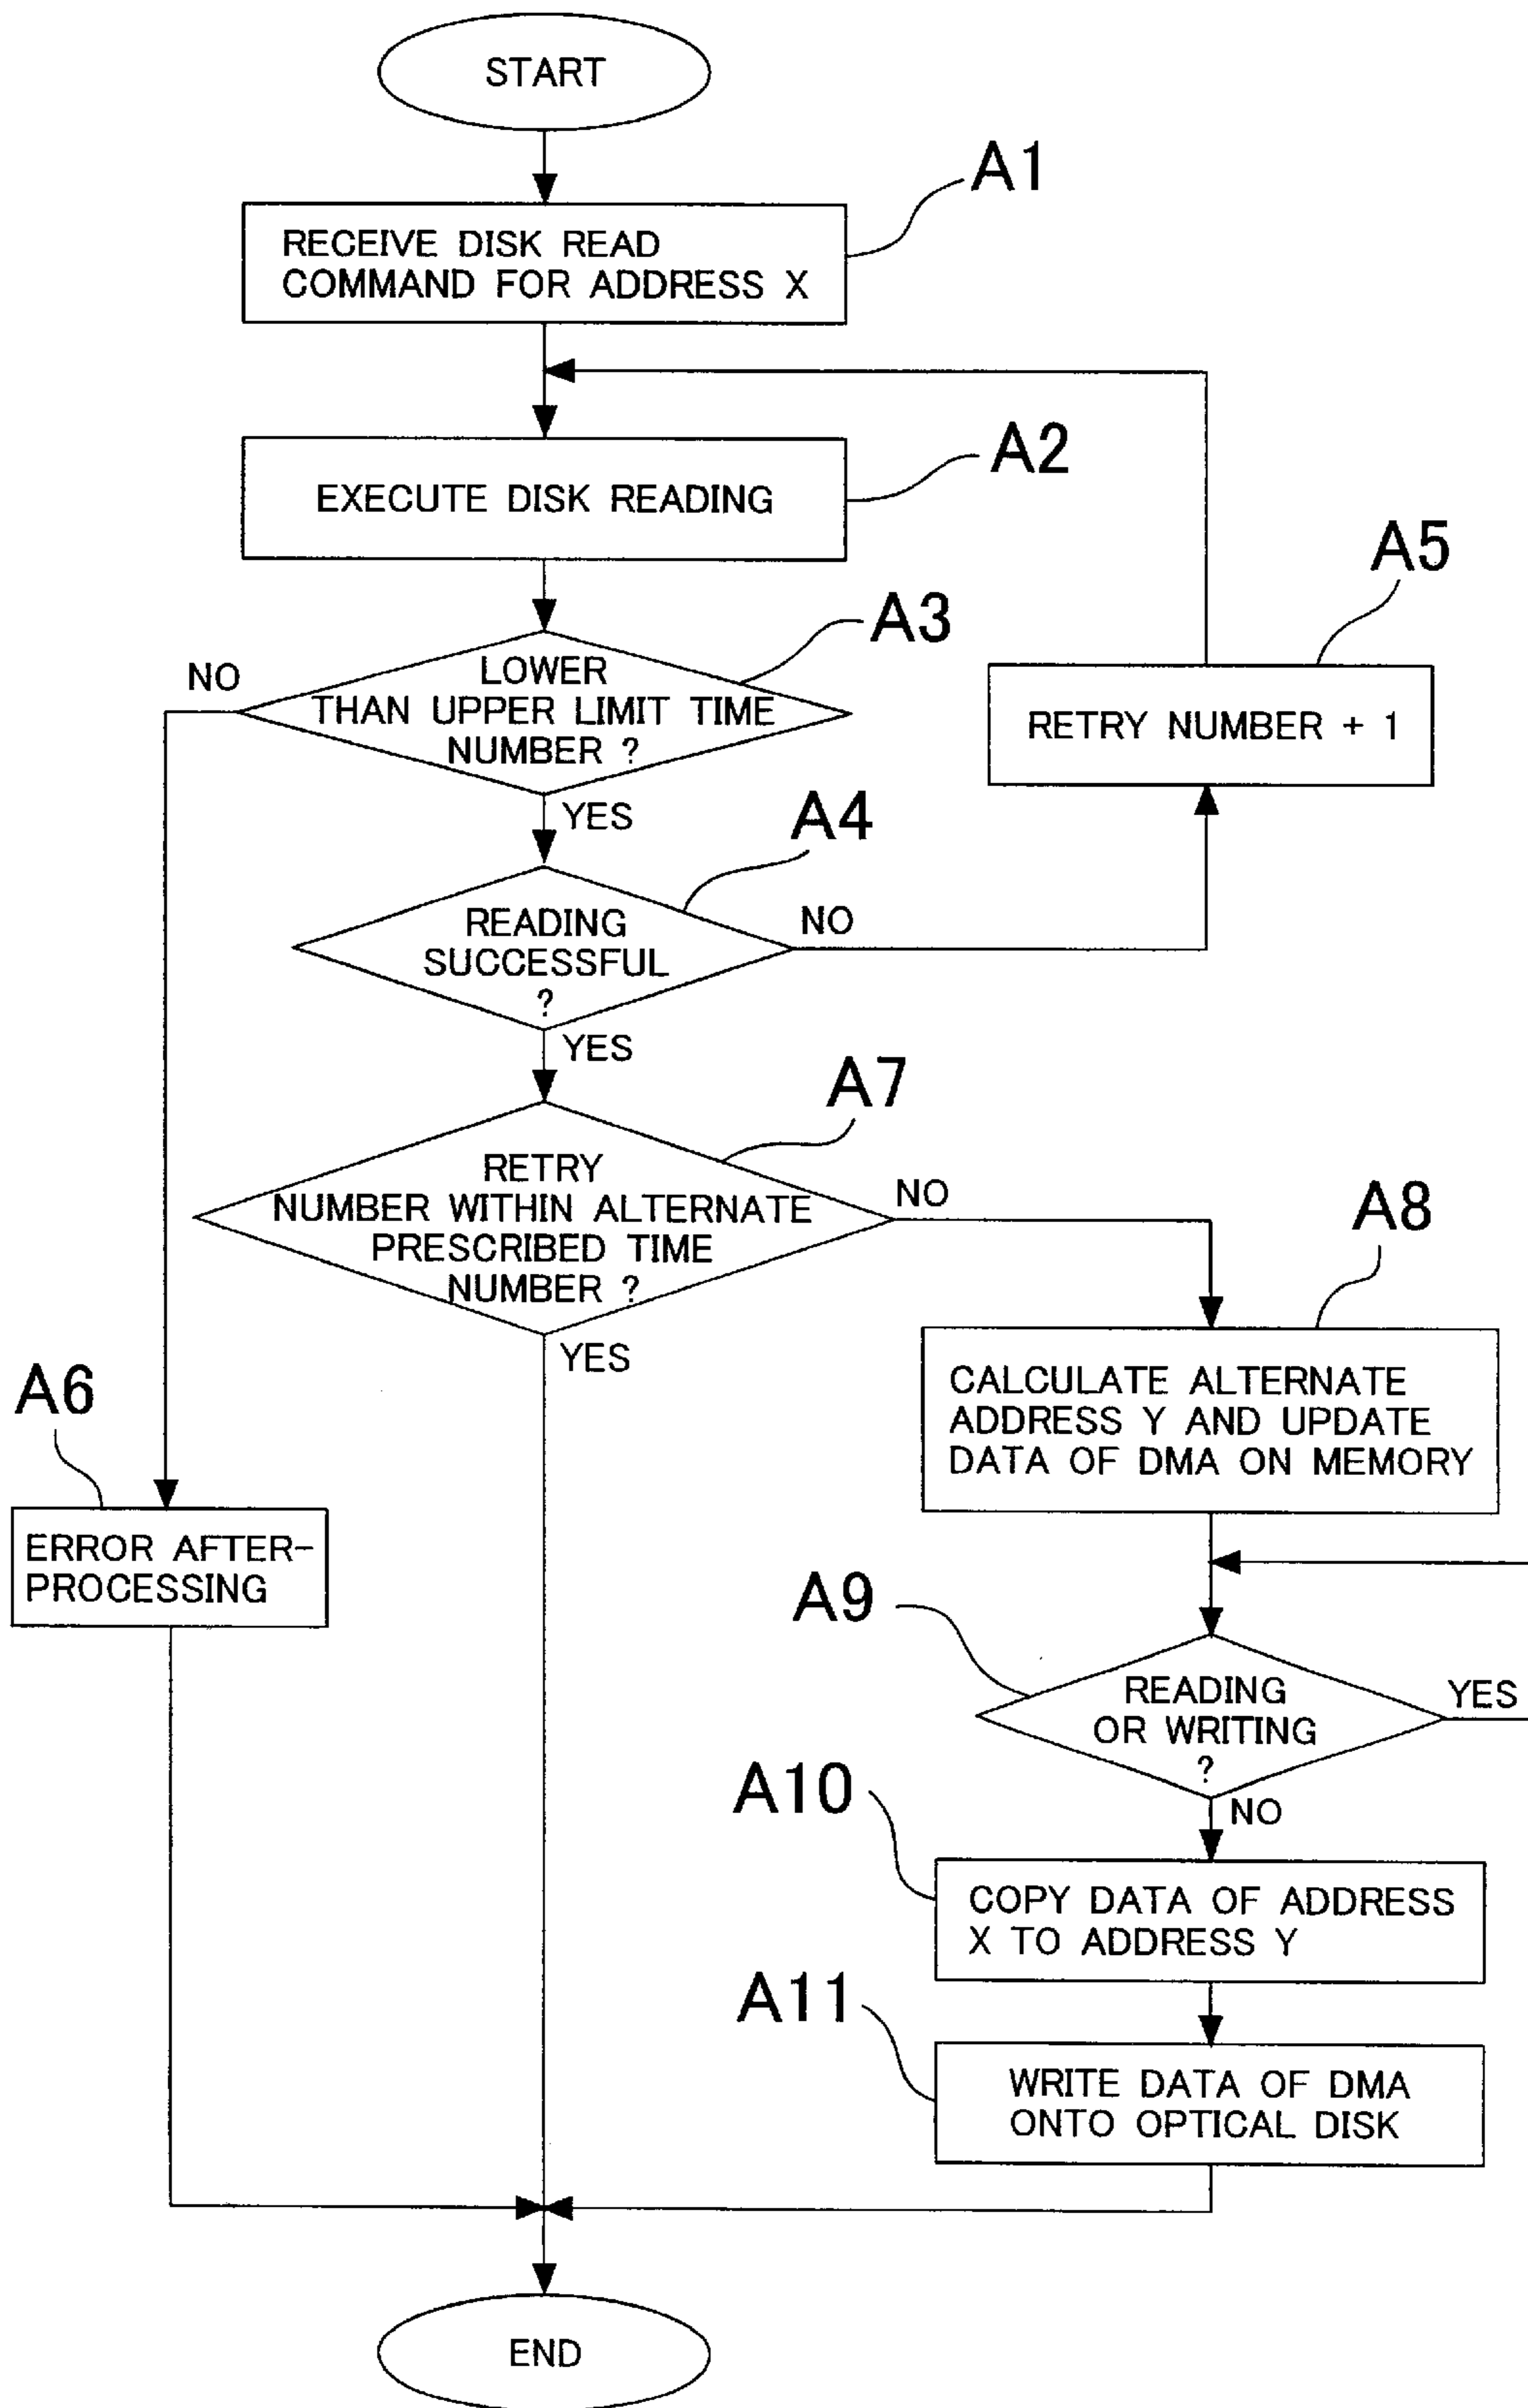 START
A1
RECEIVE DISK READ
COMMAND FOR ADDRESS X
A2
EXECUTE DISK READING
A5
RETRY NUMBER + 1
A3
LOWER
THAN UPPER LIMIT TIME
NUMBER ?
NO
YES
A4
READING
SUCCESSFUL
?
NO
YES
A7
RETRY
NUMBER WITHIN ALTERNATE
PRESCRIBED TIME
NUMBER ?
NO
YES
A8
CALCULATE ALTERNATE
ADDRESS Y AND UPDATE
DATA OF DMA ON MEMORY
A6
ERROR AFTER-
PROCESSING
A9
READING
OR WRITING
?
YES
NO
A10
COPY DATA OF ADDRESS
X TO ADDRESS Y
A11
WRITE DATA OF DMA
ONTO OPTICAL DISK
END